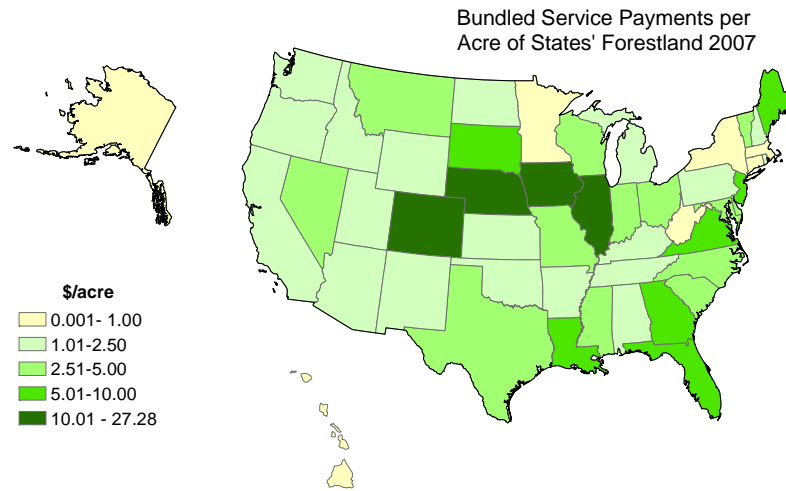 Bundled Service Payments per
Acre of States' Forestland 2007
$/acre
0.001- 1.00
1.01-2.50
2.51-5.00
5.01-10.00
10.01 - 27.28